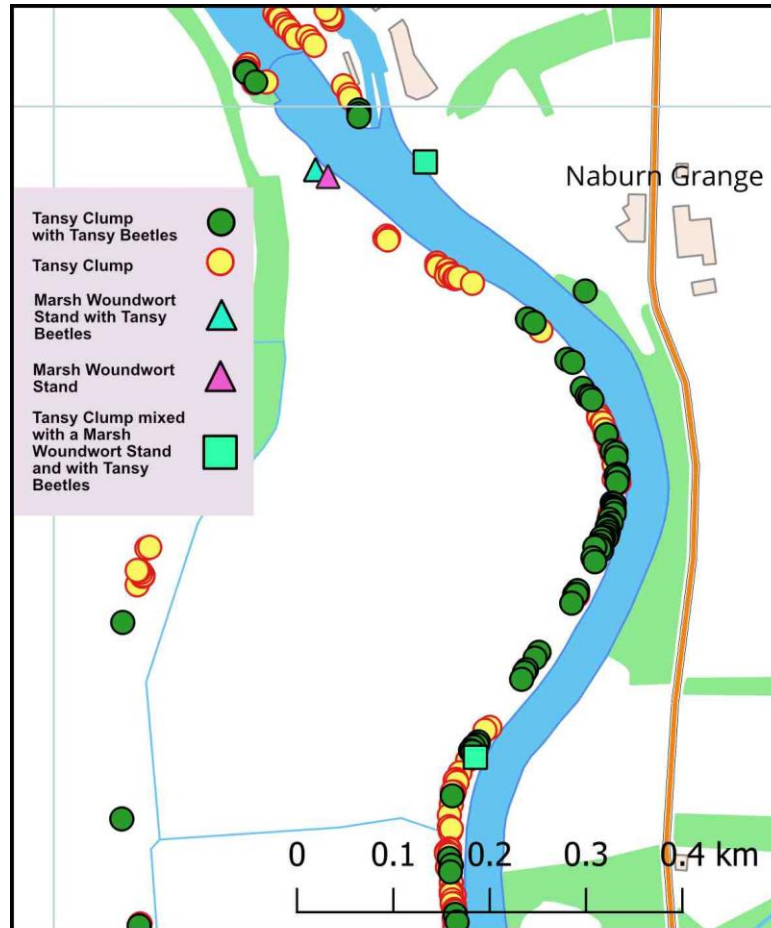 Naburn Grange
Tansy Clump
with Tansy Beetles
Tansy Clump
Marsh Woundwort
Stand with Tansy
Beetles
Marsh Woundwort
Stand
Tansy Clump mixed
with a Marsh
Woundwort Stand
and with Tansy
Beetles
0 0.1 0.2 0.3 0.4 km